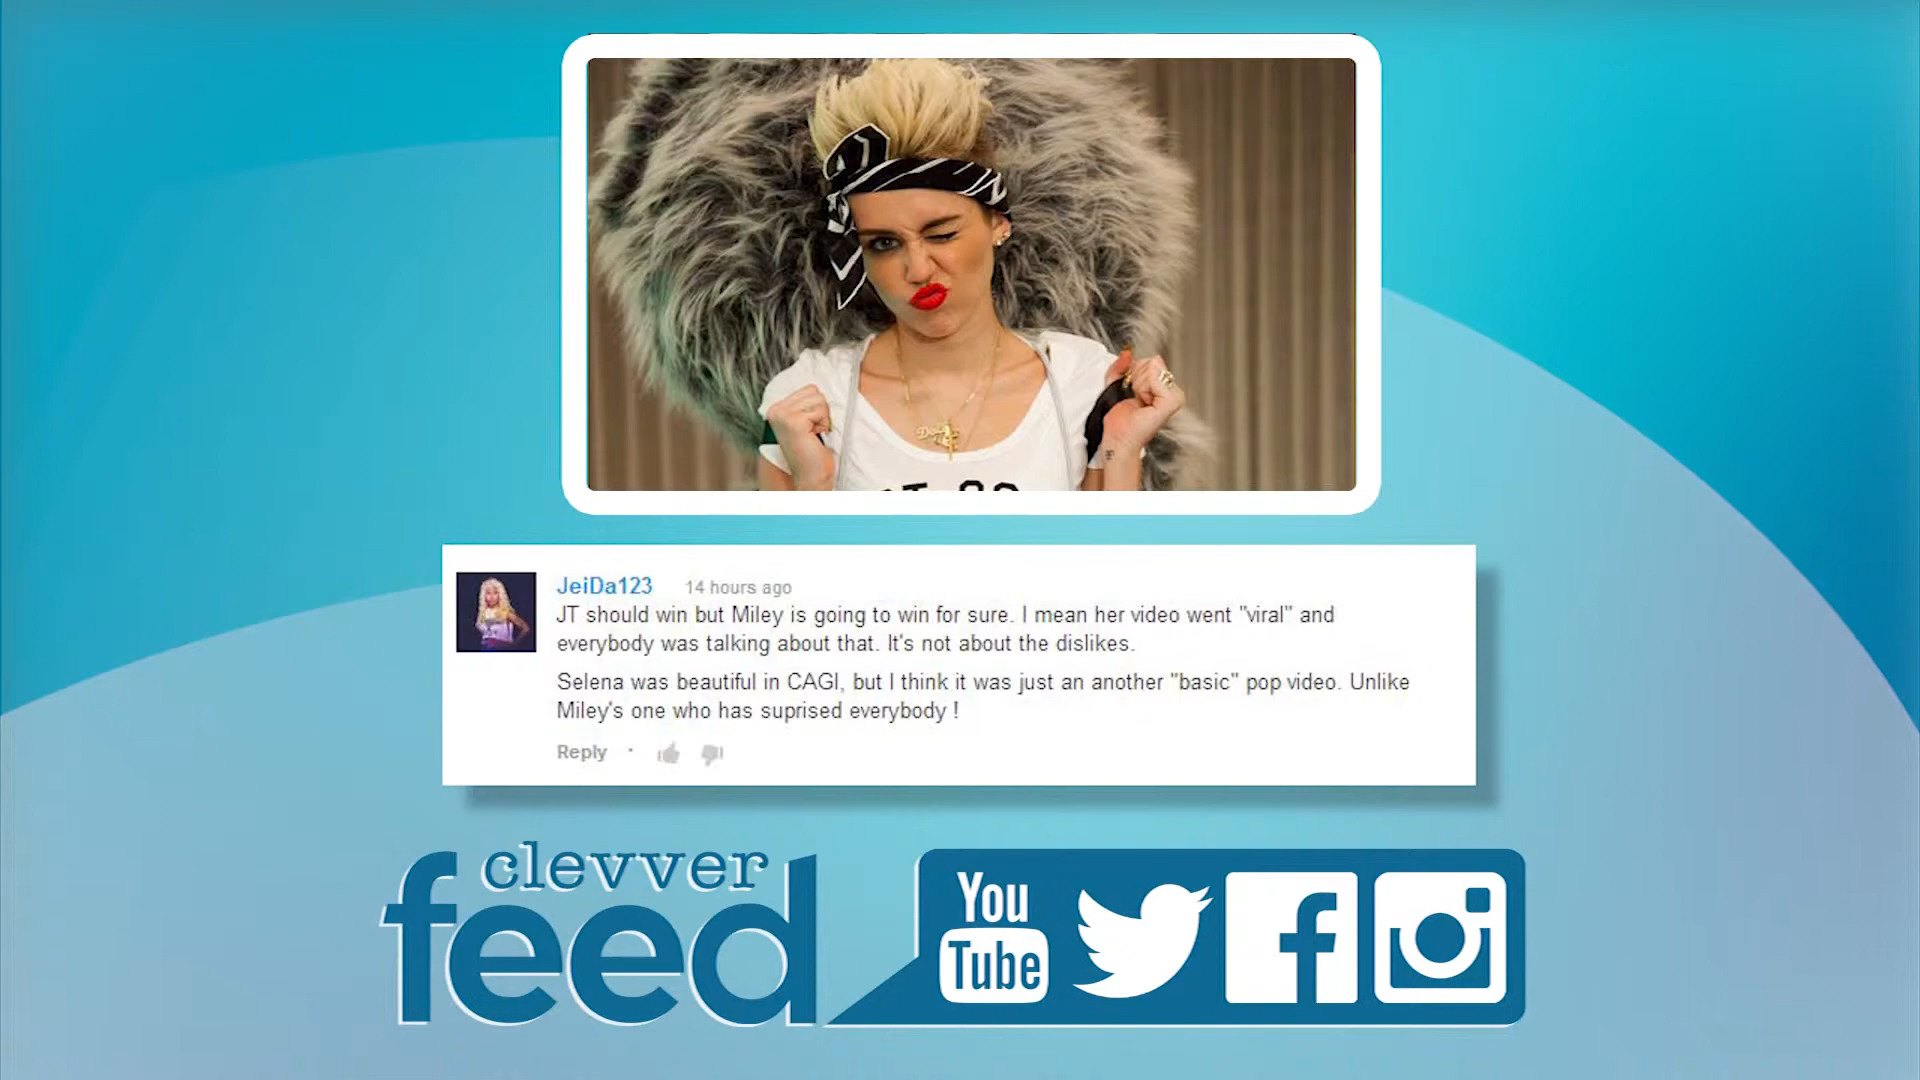 JeiDa123 14 hours ago
JT should win but Miley is going to win for sure. I mean her video went "viral" and
everybody was talking about that. It's not about the dislikes.
Selena was beautiful in CAGI, but I think it was just an another "basic" pop video. Unlike
Miley's one who has suprised everybody !
Reply
clevver
feed
You
Tube
f